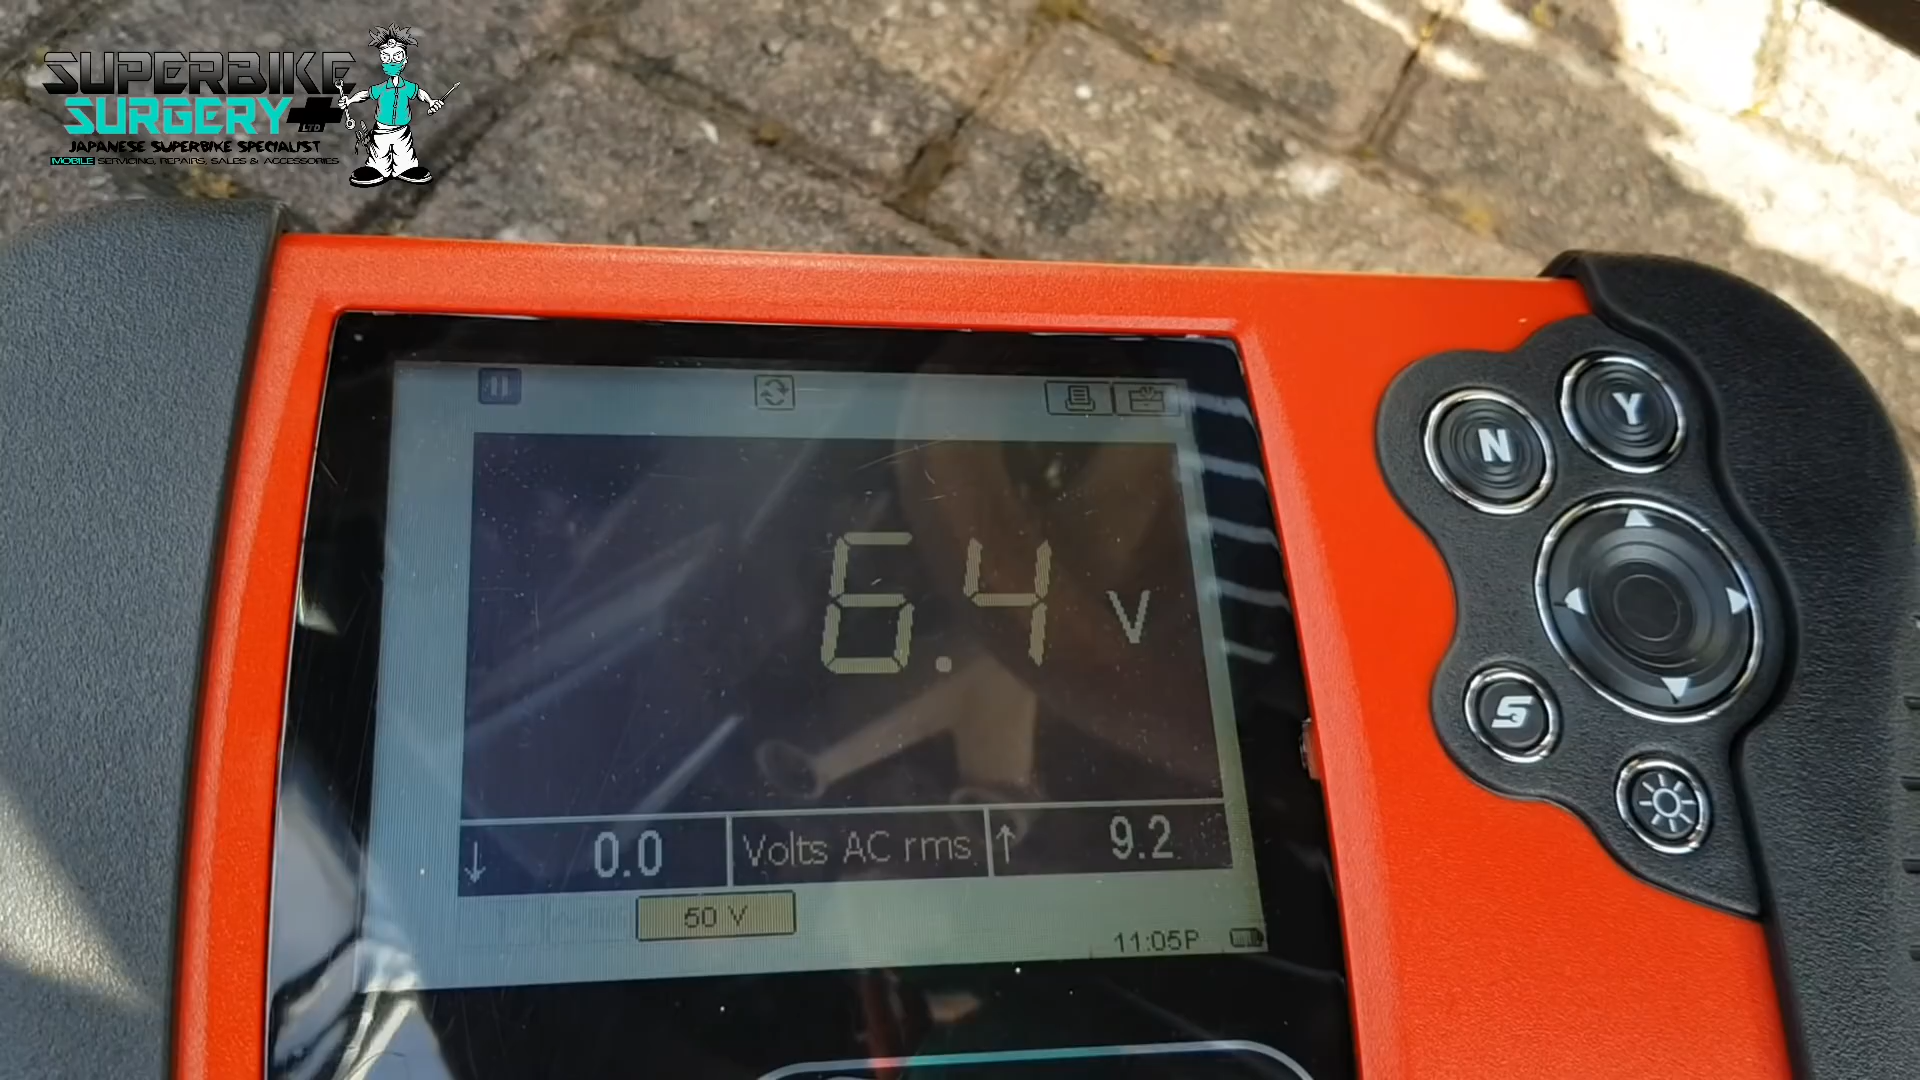 SUPERBIKE
SURGERY
LTD
JAPANESE SUPERBIKE SPECIALIST
MOBILE SERVICING, REPAIRS, SALES & ACCESSORIES
N
Y
6.4 V
S
↓ 0.0 Volts AC rms ↑ 9.2
50 V
11:05P